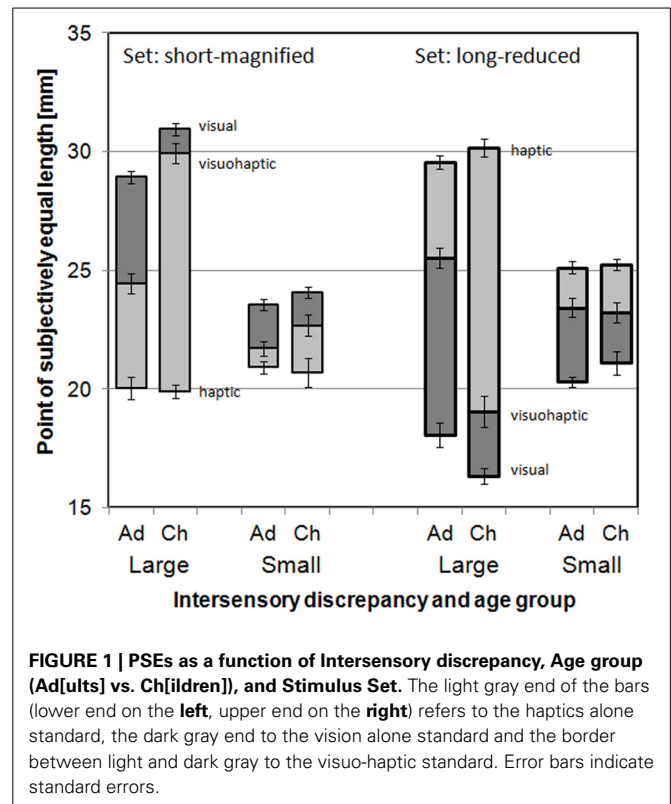 Point of subjectively equal length [mm]
35
30
25
20
15
Set: short-magnified
Set: long-reduced
visual
visuohaptic
haptic
haptic
visuohaptic
visual
Ad Ch Ad Ch Ad Ch Ad Ch
Large Small Large Small
Intersensory discrepancy and age group
FIGURE 1 | PSEs as a function of Intersensory discrepancy, Age group
(Ad[ults] vs. Ch[ildren]), and Stimulus Set. The light gray end of the bars
(lower end on the left, upper end on the right) refers to the haptics alone
standard, the dark gray end to the vision alone standard and the border
between light and dark gray to the visuo-haptic standard. Error bars indicate
standard errors.